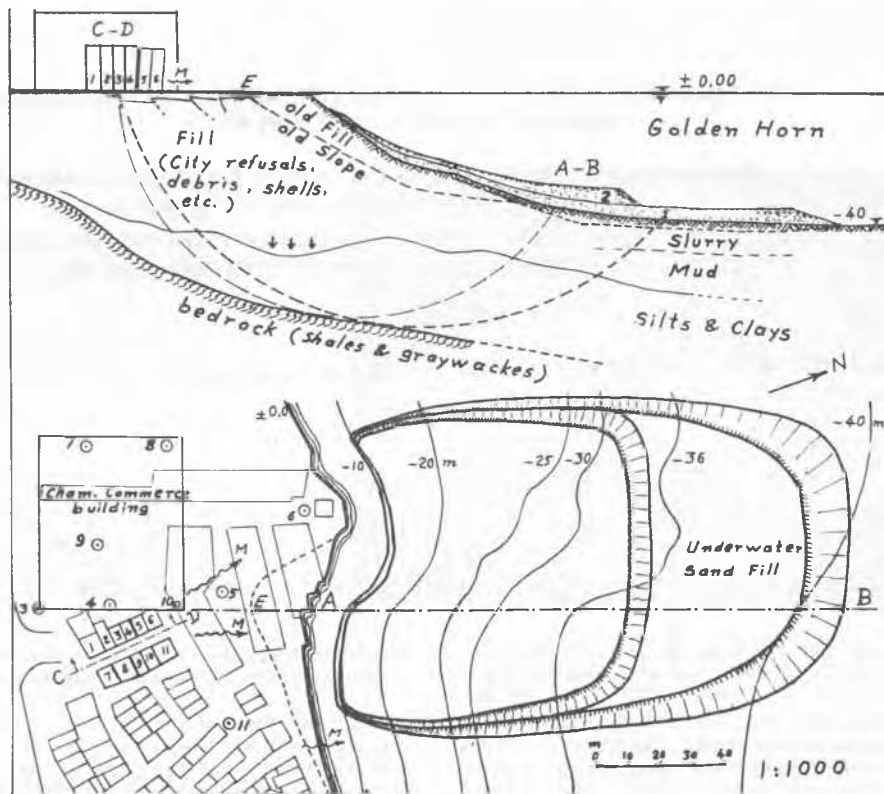 C-D
1 2 3 4 5 6
M
E
± 0.00
Golden Horn
old Fill
old Slope
Fill
(City refusals,
debris, shells,
etc.)
A-B
2
1
-40
Slurry
Mud
Silts & Clays
bedrock (Shales & graywackes)
N
±0.0
-10
-20 m
-25
-30
-36
-40 m
7
8
Cham. Commerce
building
6
9
M
5
E
A
Underwater
Sand Fill
B
3
4
10
D
M
1 2 3 4 5 6
C
7 8 9 10 11
11
M
m
0 10 20 30 40
1:1000